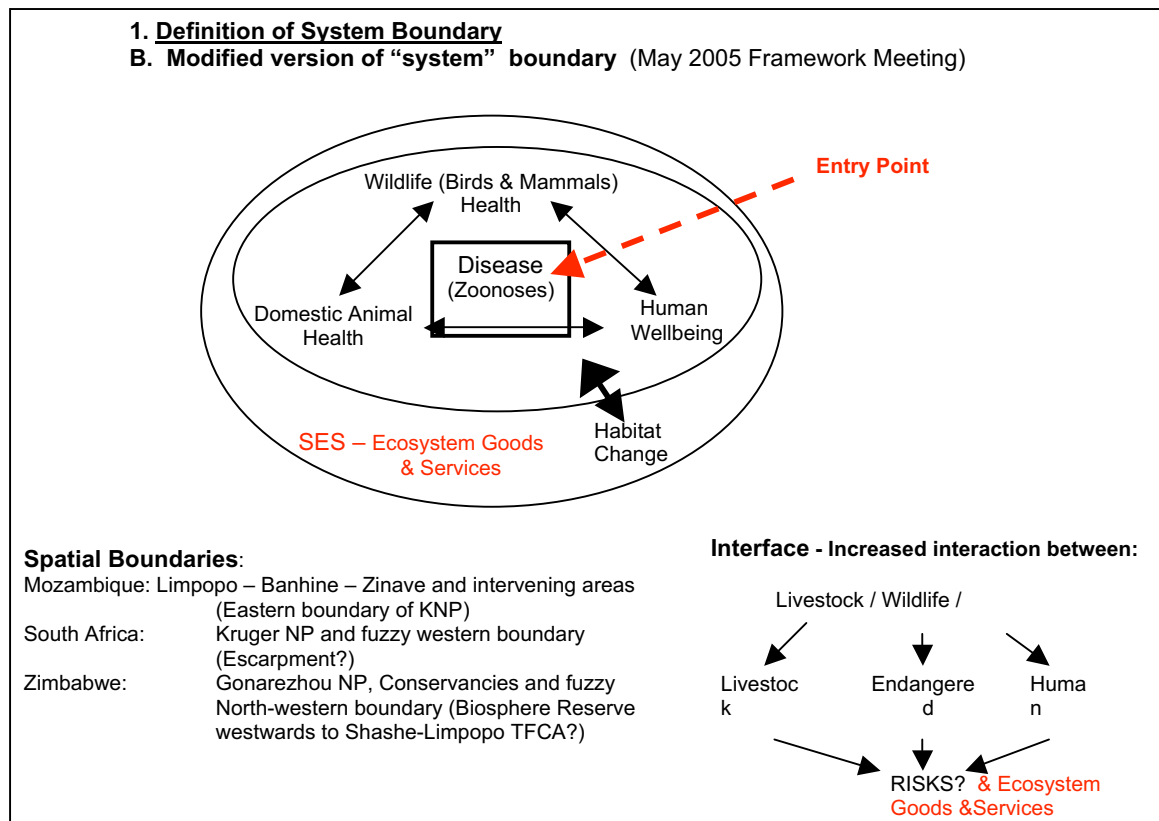 1. Definition of System Boundary
B. Modified version of “system” boundary (May 2005 Framework Meeting)
Entry Point
Wildlife (Birds & Mammals)
Health
Disease
(Zoonoses)
Domestic Animal
Health
Human
Wellbeing
SES – Ecosystem Goods
& Services
Habitat
Change
Spatial Boundaries:
Mozambique: Limpopo – Banhine – Zinave and intervening areas
(Eastern boundary of KNP)
South Africa: Kruger NP and fuzzy western boundary
(Escarpment?)
Zimbabwe: Gonarezhou NP, Conservancies and fuzzy
North-western boundary (Biosphere Reserve
westwards to Shashe-Limpopo TFCA?)
Interface - Increased interaction between:
Livestock / Wildlife /
Livestoc
k
Endangere
d
Huma
n
RISKS? & Ecosystem
Goods &Services